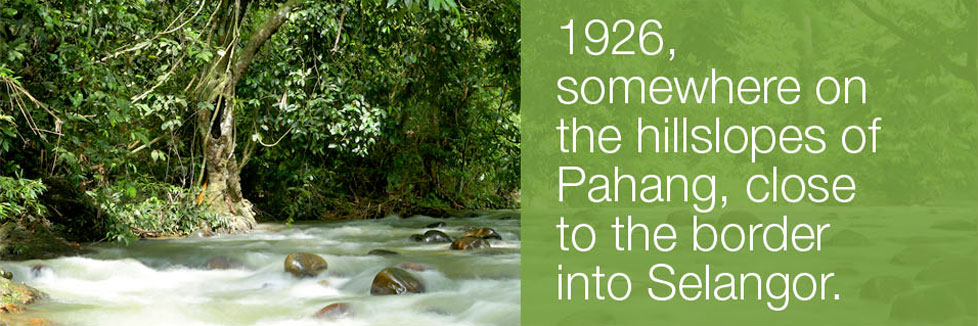 1926,
somewhere on
the hillslopes of
Pahang, close
to the border
into Selangor.